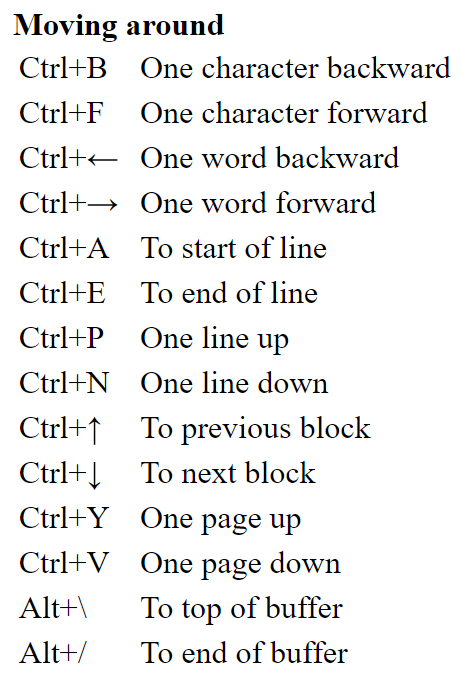 Moving around
Ctrl+B One character backward
Ctrl+F One character forward
Ctrl+← One word backward
Ctrl+→ One word forward
Ctrl+A To start of line
Ctrl+E To end of line
Ctrl+P One line up
Ctrl+N One line down
Ctrl+↑ To previous block
Ctrl+↓ To next block
Ctrl+Y One page up
Ctrl+V One page down
Alt+\ To top of buffer
Alt+/ To end of buffer